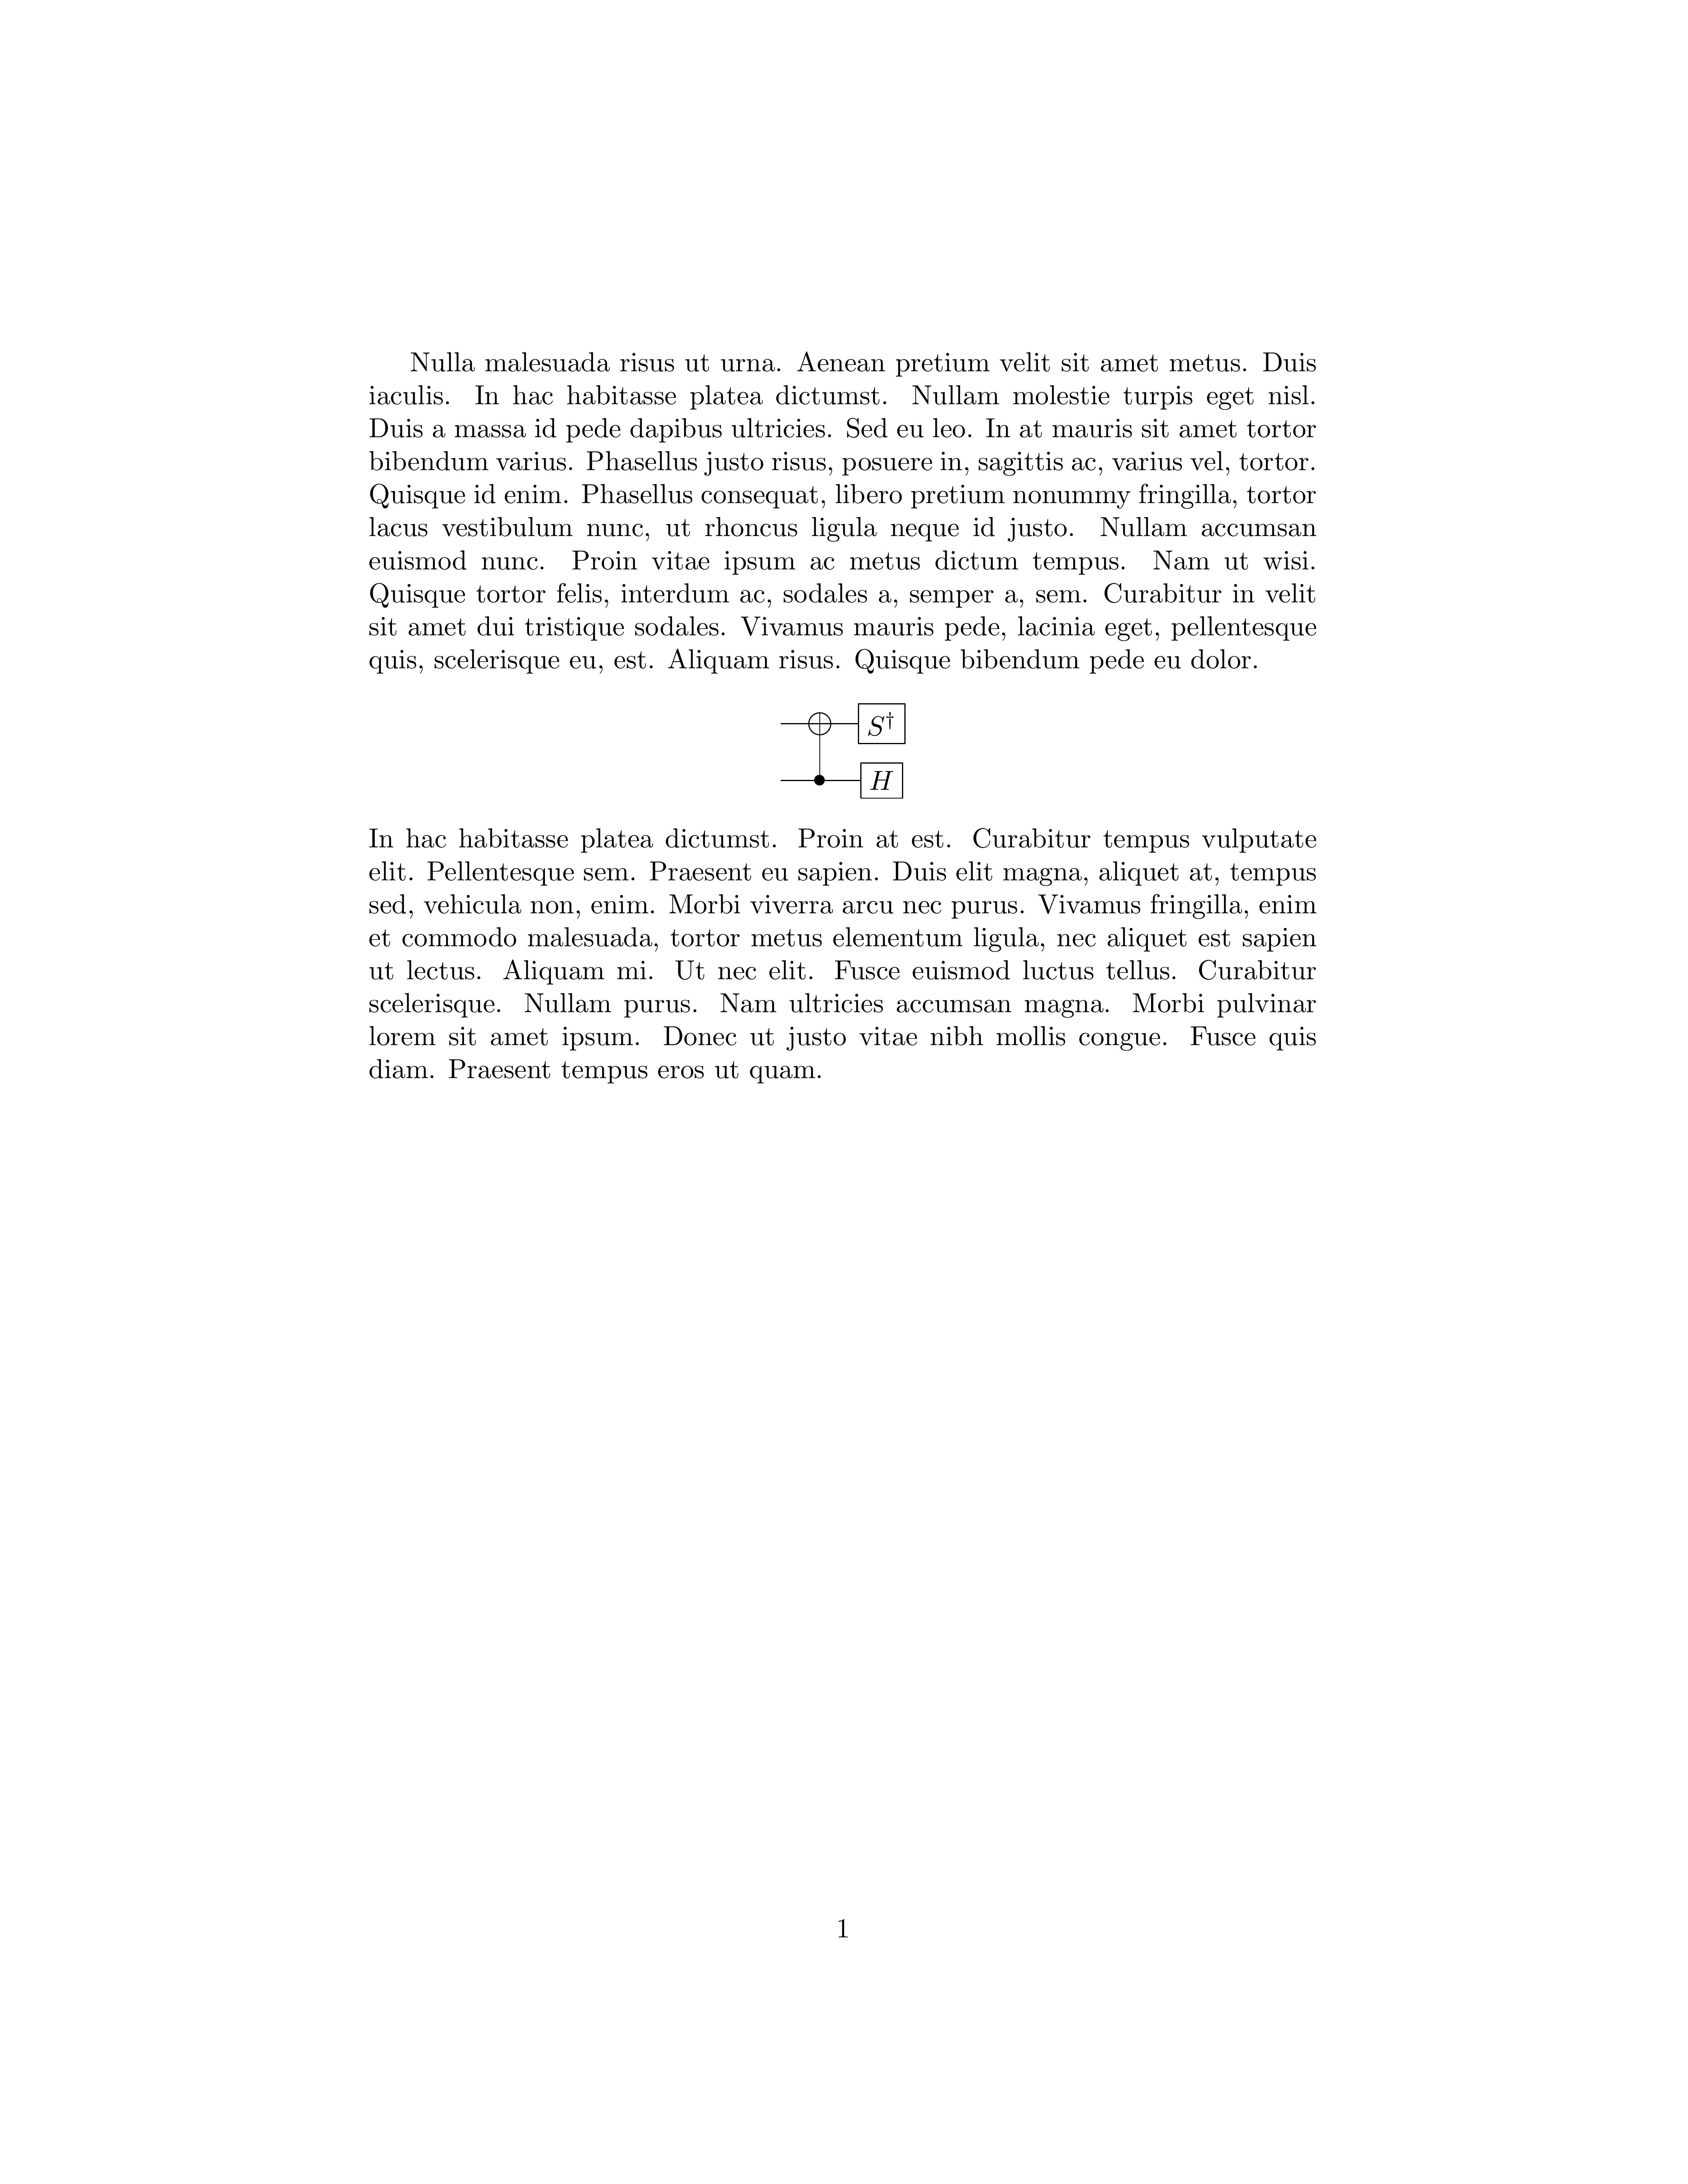 Nulla malesuada risus ut urna. Aenean pretium velit sit amet metus. Duis
iaculis. In hac habitasse platea dictumst. Nullam molestie turpis eget nisl.
Duis a massa id pede dapibus ultricies. Sed eu leo. In at mauris sit amet tortor
bibendum varius. Phasellus justo risus, posuere in, sagittis ac, varius vel, tortor.
Quisque id enim. Phasellus consequat, libero pretium nonummy fringilla, tortor
lacus vestibulum nunc, ut rhoncus ligula neque id justo. Nullam accumsan
euismod nunc. Proin vitae ipsum ac metus dictum tempus. Nam ut wisi.
Quisque tortor felis, interdum ac, sodales a, semper a, sem. Curabitur in velit
sit amet dui tristique sodales. Vivamus mauris pede, lacinia eget, pellentesque
quis, scelerisque eu, est. Aliquam risus. Quisque bibendum pede eu dolor.
S†
H
In hac habitasse platea dictumst. Proin at est. Curabitur tempus vulputate
elit. Pellentesque sem. Praesent eu sapien. Duis elit magna, aliquet at, tempus
sed, vehicula non, enim. Morbi viverra arcu nec purus. Vivamus fringilla, enim
et commodo malesuada, tortor metus elementum ligula, nec aliquet est sapien
ut lectus. Aliquam mi. Ut nec elit. Fusce euismod luctus tellus. Curabitur
scelerisque. Nullam purus. Nam ultricies accumsan magna. Morbi pulvinar
lorem sit amet ipsum. Donec ut justo vitae nibh mollis congue. Fusce quis
diam. Praesent tempus eros ut quam.
1